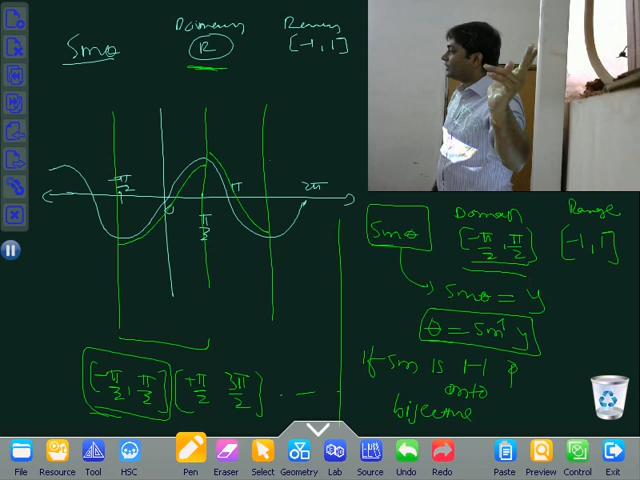 Sinθ Domain Range
R [-1, 1]
-π/2 0 π/2 π 2π
[-π/2, π/2] [+π/2 3π/2] . — .
Sinθ Domain Range
[-π/2, π/2] [-1, 1]
Sinθ = y
θ = Sin⁻¹ y
If Sin is 1-1 &
onto
bijective
File Resource Tool HSC Pen Eraser Select Geometry Lab Source Undo Redo Paste Preview Control Exit